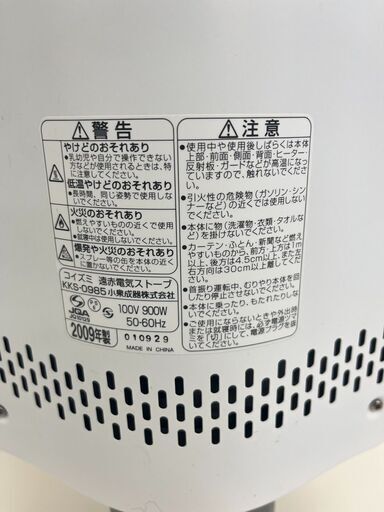 ⚠警告
やけどのおそれあり
●乳幼児や自分で操作できない
方などが使用されるときは、特
に注意してください。
低温やけどのおそれあり
●長時間、同じ姿勢で使用しな
いでください。
火災のおそれあり
●燃えやすいものの近くで使用
しないでください。
●就寝中は使用しないでください。
爆発や火災のおそれあり
●スプレー等の缶を本体の近くで
使用しないでください。
コイズミ 遠赤電気ストーブ
KKS-0985 小泉成器株式会社
PSE
JQA
100V 900W
50-60Hz
2009年製
010929
MADE IN CHINA
⚠注意
●使用中や使用後しばらくは本体
上部・前面・側面・背面・ヒーター・
反射板・ガードなどが高温になっ
ていますので、触れないでくださ
い。
●引火性の危険物(ガソリン・シン
ナーなど)の近くでは使用しない
でください。
●本体に物(洗濯物・衣類・タオルな
ど)を掛けないでください。
●カーテン・ふとん・新聞など燃え
やすいものから、前方・上方は1m
以上、後方は4.5cm以上、また左
右方向は30cm以上離してくだ
さい。
●首振り運転中、むりやり本体を回
したり停止させないでください。
●本体に乗ったり、もたれたりしな
いでください。
●ご使用にならないときや外出時
または就寝時には、必ず電源ツマ
ミを「切」にして、電源プラグを抜
いてください。